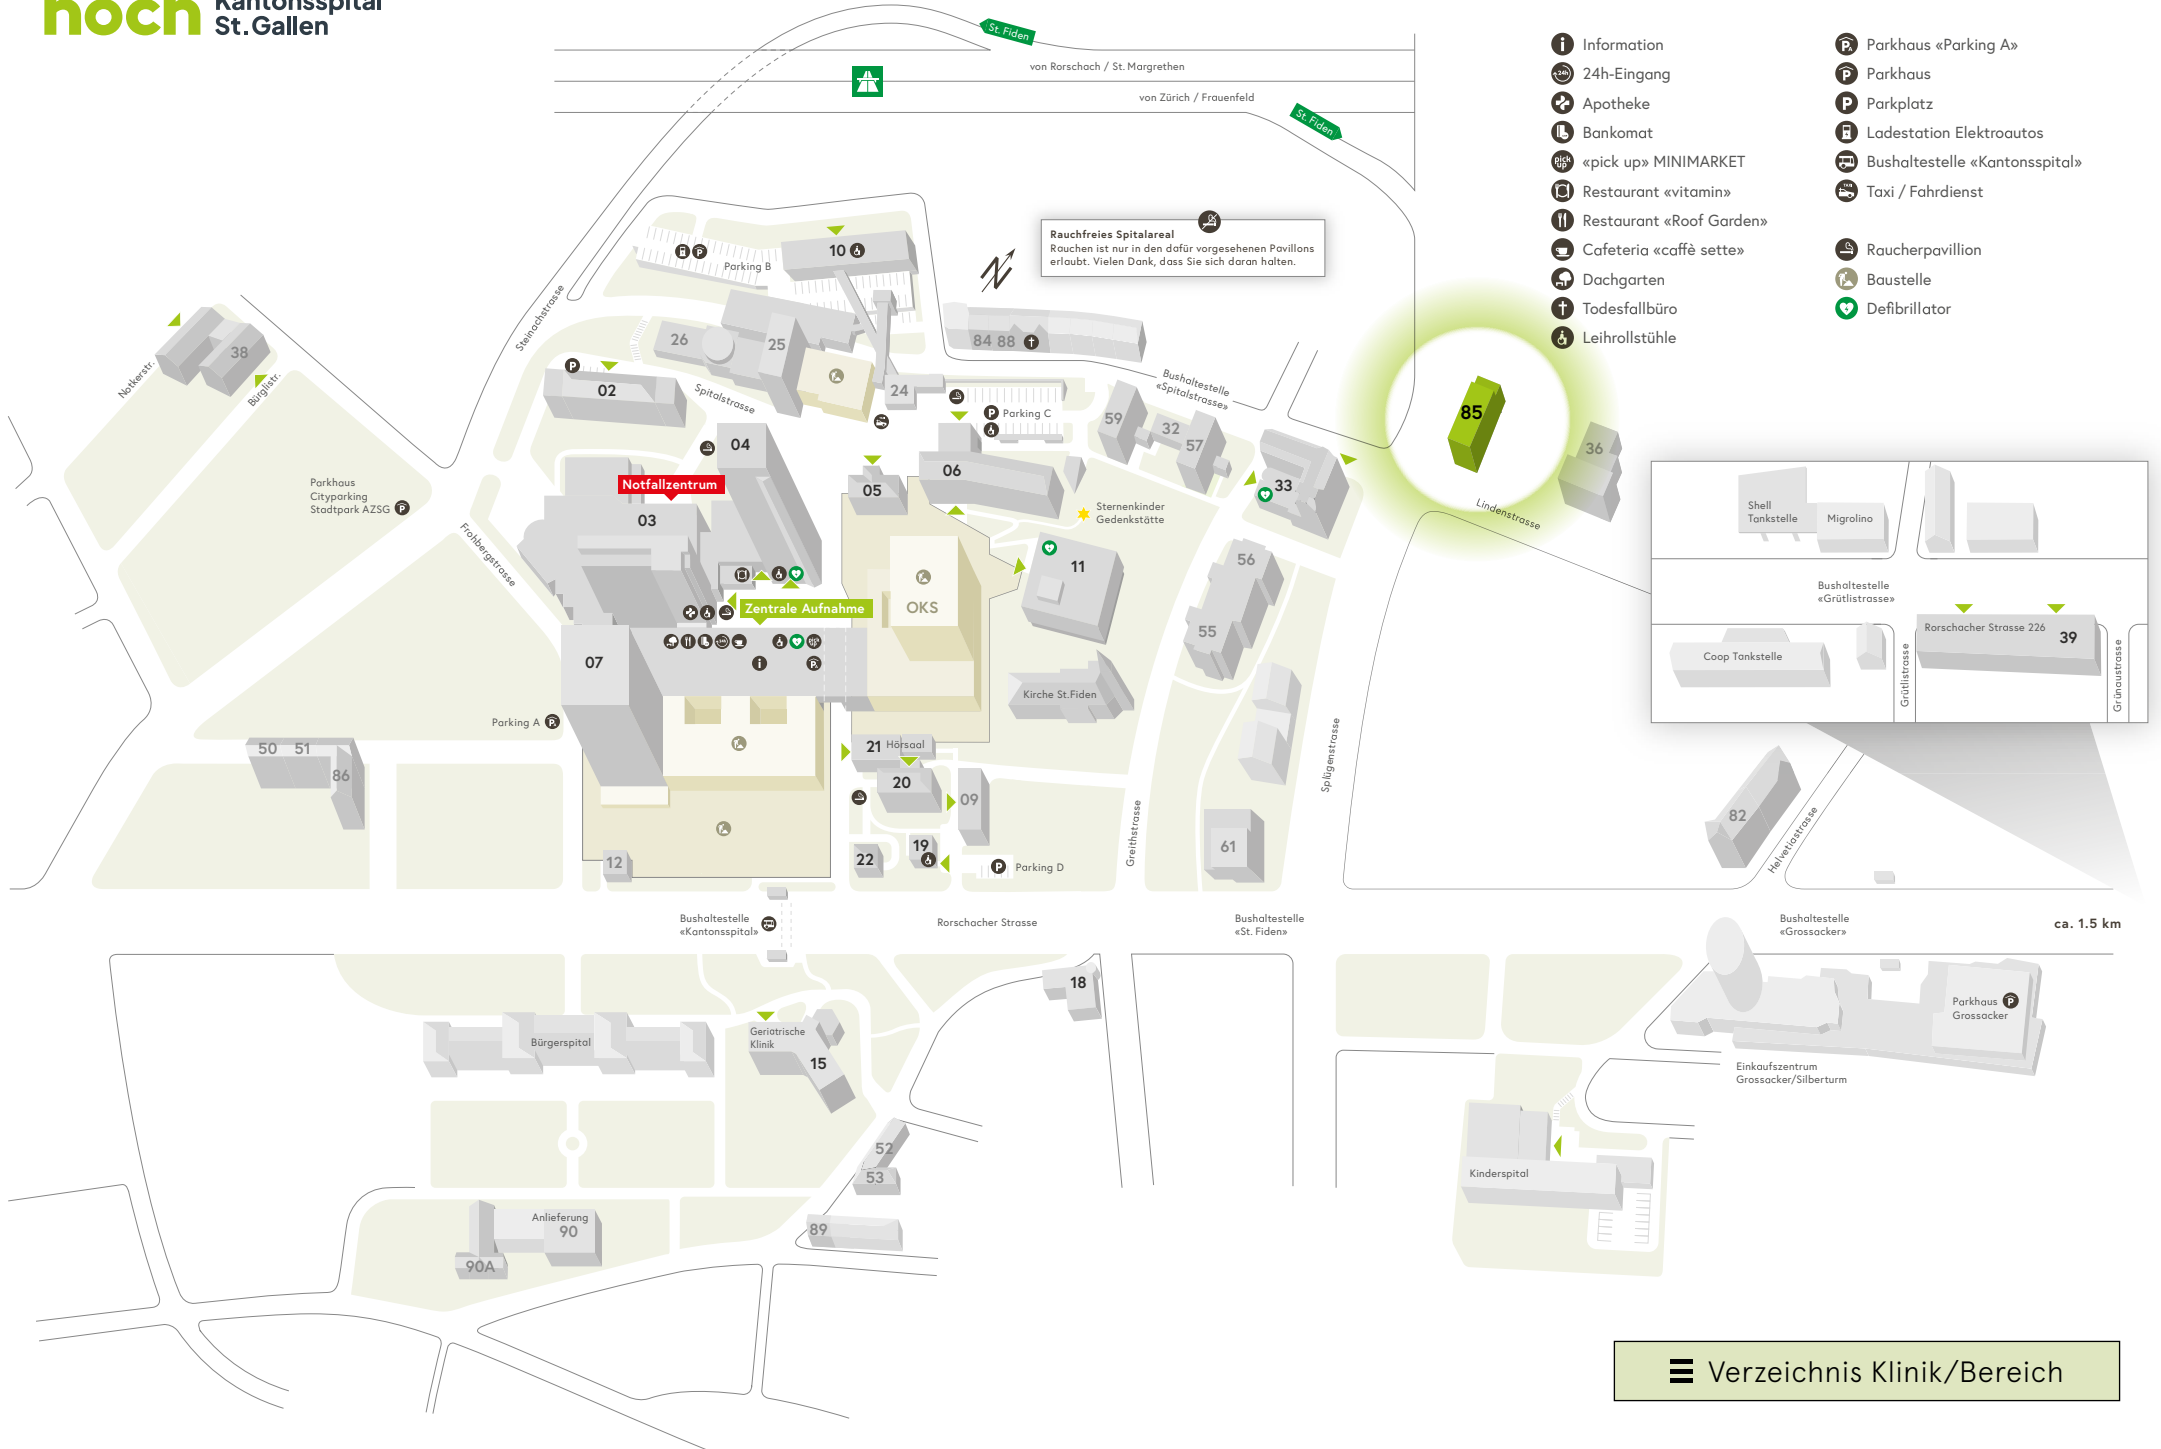 noch Kantonsspital
St.Gallen
St. Fiden
von Rorschach / St. Margrethen
von Zürich / Frauenfeld
St. Fiden
Information
24h-Eingang
Apotheke
Bankomat
«pick up» MINIMARKET
Restaurant «vitamin»
Restaurant «Roof Garden»
Cafeteria «caffè sette»
Dachgarten
Todesfallbüro
Leihrollstühle
Parkhaus «Parking A»
Parkhaus
Parkplatz
Ladestation Elektroautos
Bushaltestelle «Kantonsspital»
Taxi / Fahrdienst
Raucherpavillion
Baustelle
Defibrillator
Rauchfreies Spitalareal
Rauchen ist nur in den dafür vorgesehenen Pavillons
erlaubt. Vielen Dank, dass Sie sich daran halten.
N
10
Parking B
Steinachstrasse
26
25
84 88
38
Notkerstr.
Bürglistr.
02
Spitalstrasse
24
Bushaltestelle
«Spitalstrasse»
Parking C
59
32
57
85
36
04
Notfallzentrum
03
05
06
33
Sternenkinder
Gedenkstätte
Lindenstrasse
Parkhaus
Cityparking
Stadtpark AZSG
Frohbergstrasse
11
56
55
OKS
Zentrale Aufnahme
07
Kirche St.Fiden
Parking A
Shell
Tankstelle
Migrolino
Bushaltestelle
«Grütlistrasse»
Rorschacher Strasse 226
39
Coop Tankstelle
Grütlistrasse
Grünaustrasse
50 51
86
21 Hörsaal
20
09
Splügenstrasse
Greithstrasse
12
22
19
Parking D
61
82
Helvetiastrasse
Bushaltestelle
«Kantonsspital»
Rorschacher Strasse
Bushaltestelle
«St. Fiden»
Bushaltestelle
«Grossacker»
ca. 1.5 km
18
Bürgerspital
Geriatrische
Klinik
15
Parkhaus
Grossacker
Einkaufszentrum
Grossacker/Silberturm
52
53
Kinderspital
Anlieferung
90
90A
89
Verzeichnis Klinik/Bereich